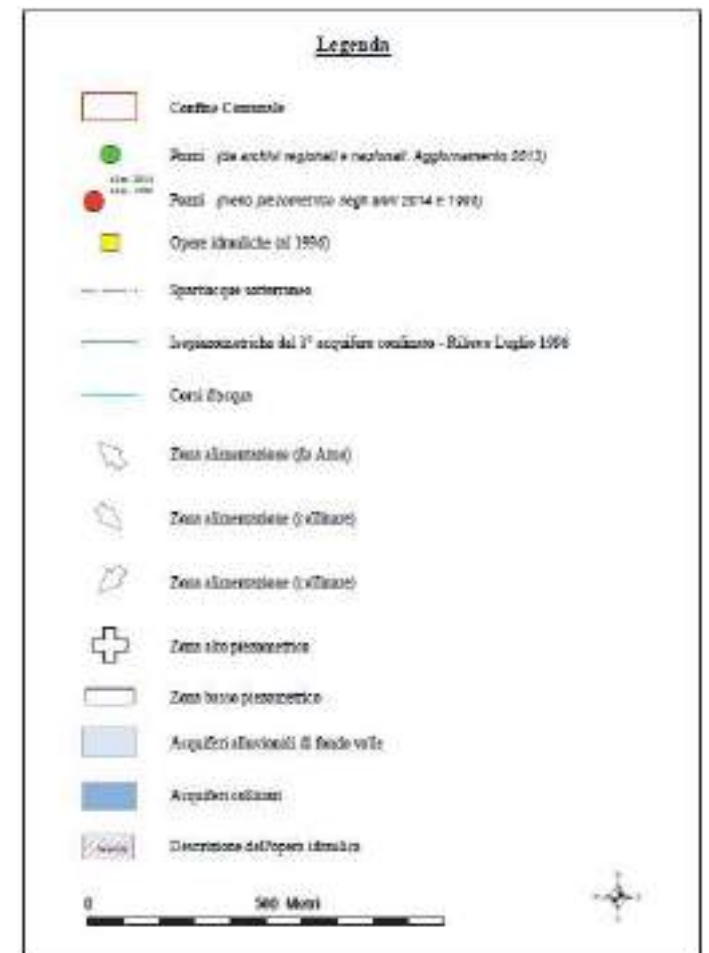 Legenda
Confine Comunale
Pozzi (da archivi regionali e nazionali. Aggiornamento 2013)
Pozzi (livello piezometrico negli anni 2014 e 1996)
Opere idrauliche (al 1996)
Spartiacque sotterraneo
Isopiezometriche del 1° acquifero confinato - Rilievo Luglio 1996
Corsi d'acqua
Zona alimentazione (da Arno)
Zona alimentazione (collinare)
Zona alimentazione (collinare)
Zona alto piezometrico
Zona basso piezometrico
Acquiferi alluvionali di fondo valle
Acquiferi collinari
Descrizione dell'opera idraulica
0 500 Metri